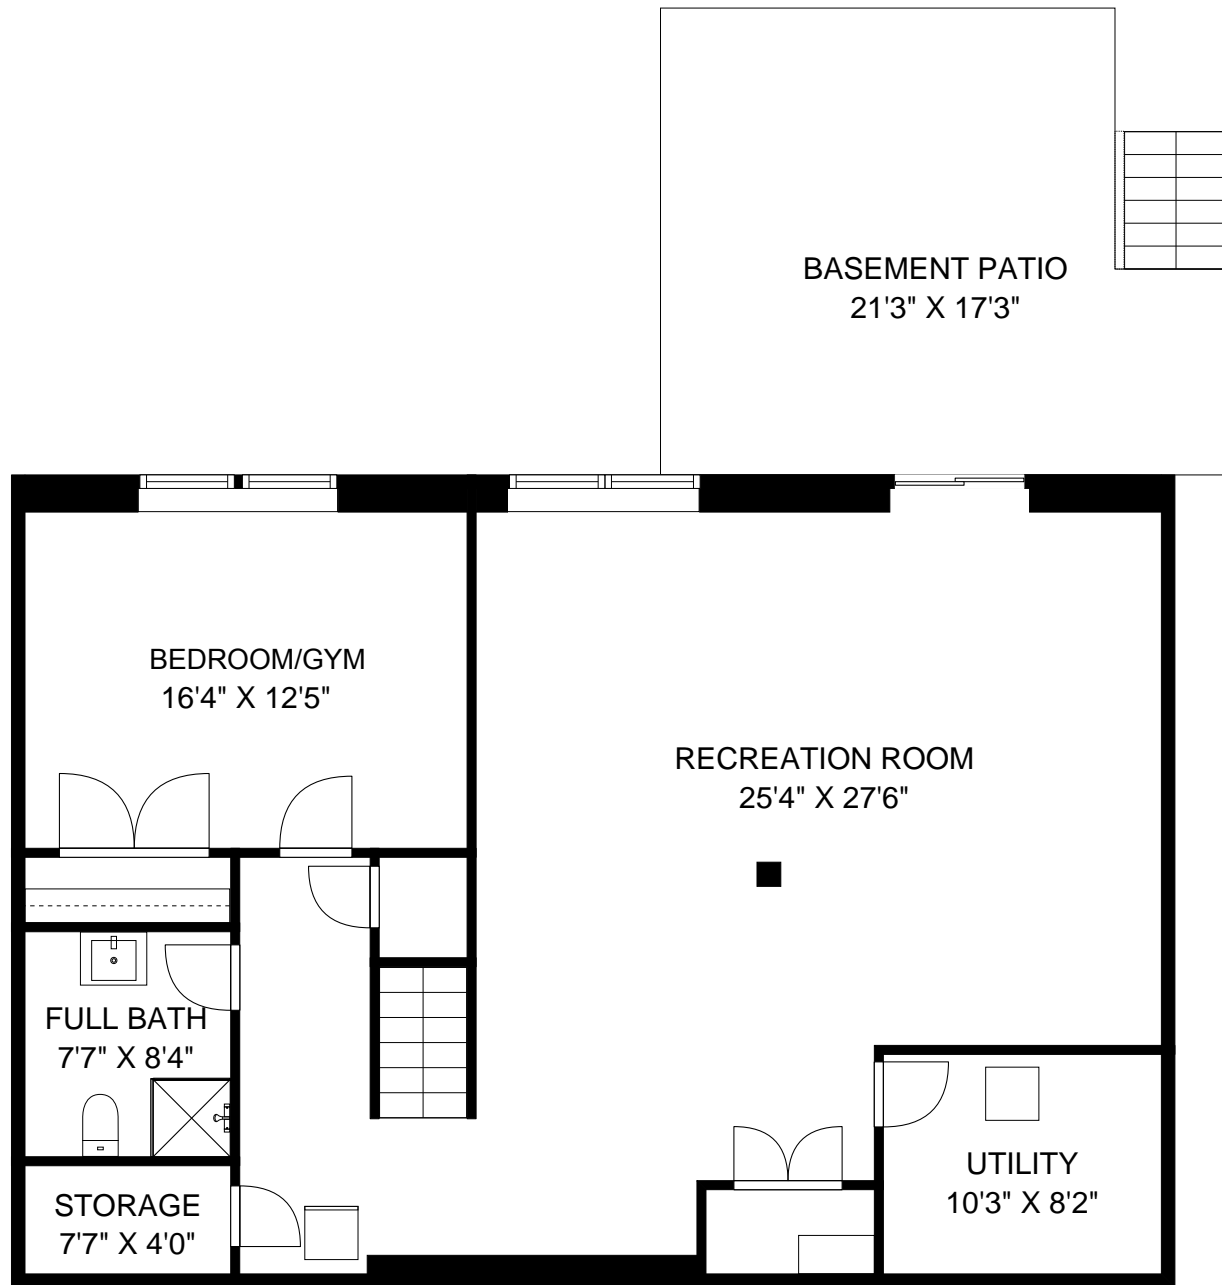 BASEMENT PATIO
21'3" X 17'3"
BEDROOM/GYM
16'4" X 12'5"
RECREATION ROOM
25'4" X 27'6"
FULL BATH
7'7" X 8'4"
UTILITY
10'3" X 8'2"
STORAGE
7'7" X 4'0"